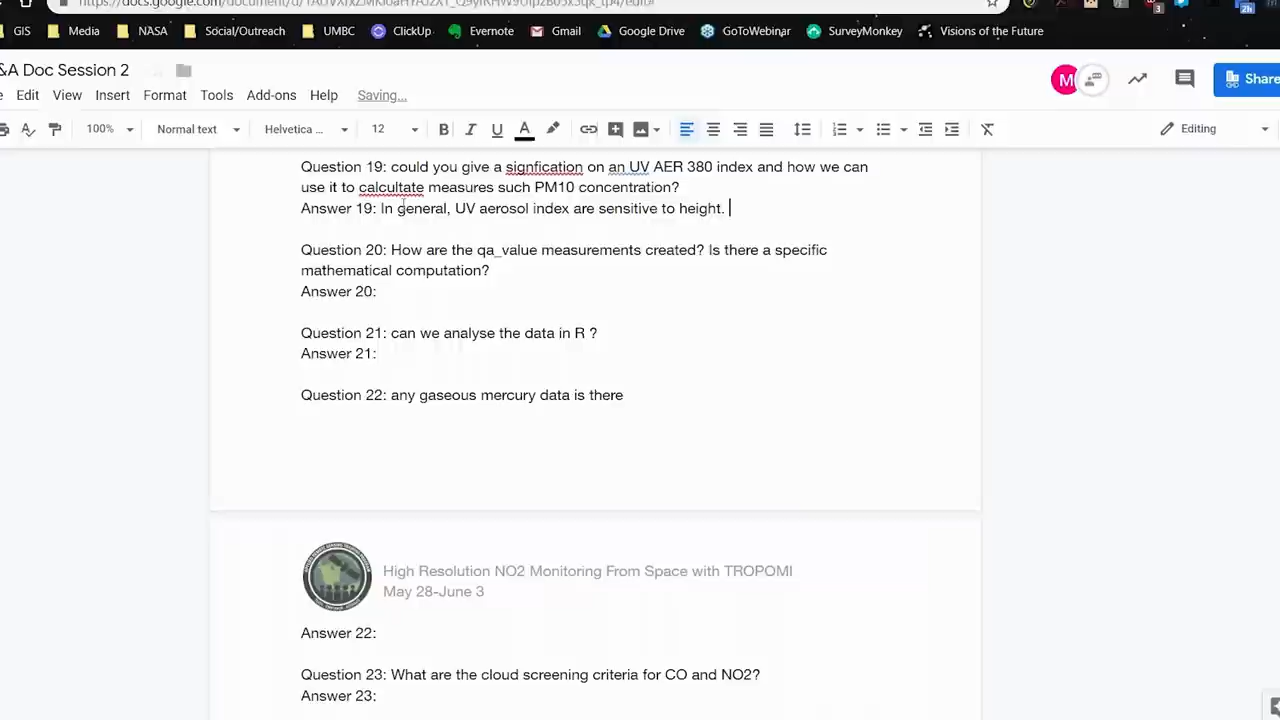 GIS Media NASA Social/Outreach UMBC ClickUp Evernote Gmail Google Drive GoToWebinar SurveyMonkey Visions of the Future
&A Doc Session 2
Edit View Insert Format Tools Add-ons Help Saving...
M
Share
100% Normal text Helvetica ... 12 B I U A Editing
Question 19: could you give a signfication on an UV AER 380 index and how we can
use it to calcultate measures such PM10 concentration?
Answer 19: In general, UV aerosol index are sensitive to height.
Question 20: How are the qa_value measurements created? Is there a specific
mathematical computation?
Answer 20:
Question 21: can we analyse the data in R ?
Answer 21:
Question 22: any gaseous mercury data is there
High Resolution NO2 Monitoring From Space with TROPOMI
May 28-June 3
Answer 22:
Question 23: What are the cloud screening criteria for CO and NO2?
Answer 23: